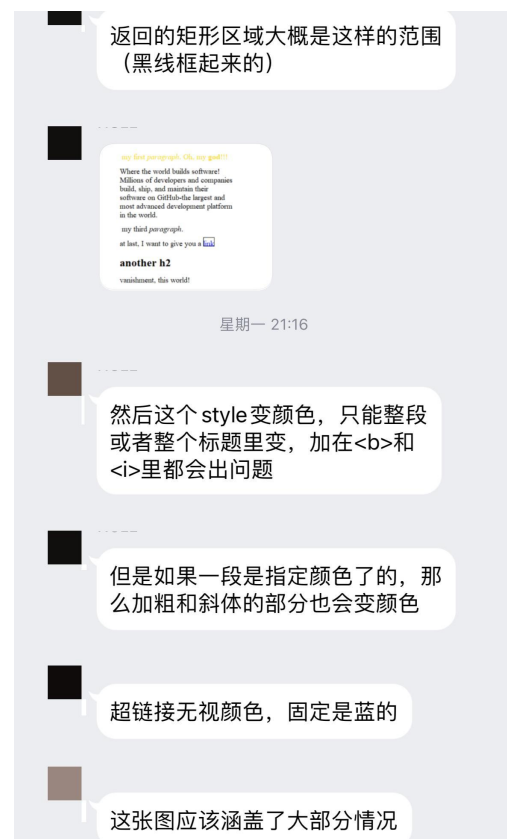 返回的矩形区域大概是这样的范围
（黑线框起来的）
my first paragraph. Oh, my god!!!
Where the world builds software!
Millions of developers and companies
build, ship, and maintain their
software on GitHub-the largest and
most advanced development platform
in the world.
my third paragraph.
at last, I want to give you a link
another h2
vanishment, this world!
星期一 21:16
然后这个 style变颜色，只能整段
或者整个标题里变，加在<b>和
<i>里都会出问题
但是如果一段是指定颜色了的，那
么加粗和斜体的部分也会变颜色
超链接无视颜色，固定是蓝的
这张图应该涵盖了大部分情况